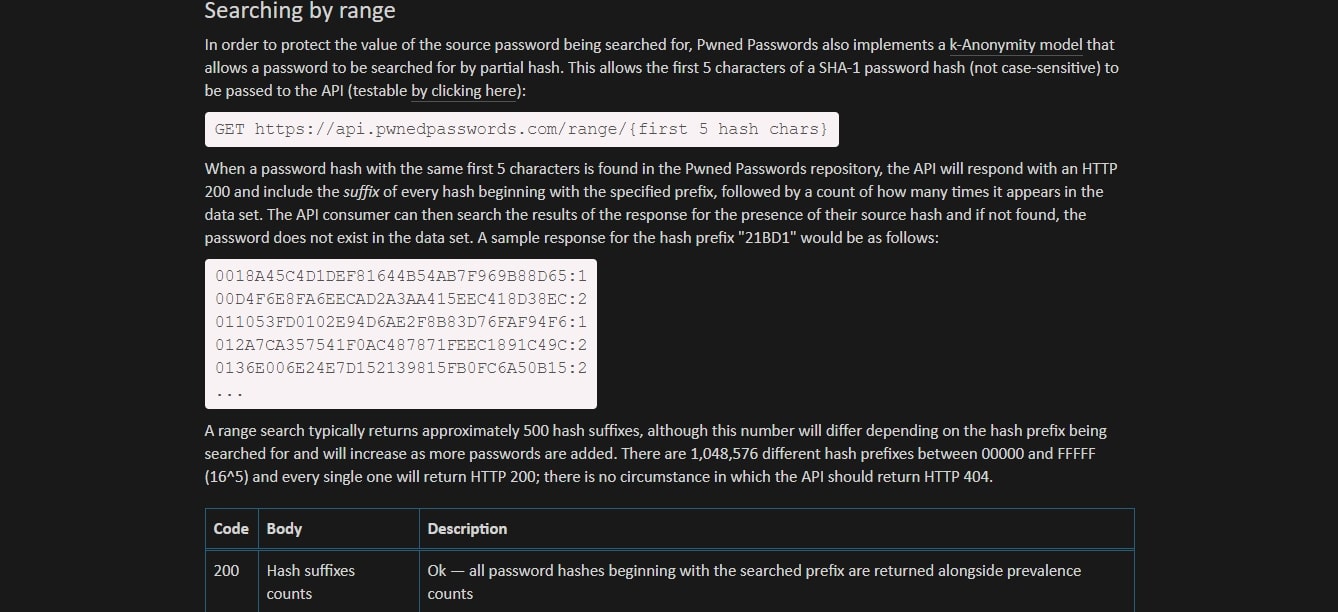 Searching by range
In order to protect the value of the source password being searched for, Pwned Passwords also implements a k-Anonymity model that
allows a password to be searched for by partial hash. This allows the first 5 characters of a SHA-1 password hash (not case-sensitive) to
be passed to the API (testable by clicking here):
GET https://api.pwnedpasswords.com/range/{first 5 hash chars}
When a password hash with the same first 5 characters is found in the Pwned Passwords repository, the API will respond with an HTTP
200 and include the suffix of every hash beginning with the specified prefix, followed by a count of how many times it appears in the
data set. The API consumer can then search the results of the response for the presence of their source hash and if not found, the
password does not exist in the data set. A sample response for the hash prefix "21BD1" would be as follows:
0018A45C4D1DEF81644B54AB7F969B88D65:1
00D4F6E8FA6EECAD2A3AA415EEC418D38EC:2
011053FD0102E94D6AE2F8B83D76FAF94F6:1
012A7CA357541F0AC487871FEEC1891C49C:2
0136E006E24E7D152139815FB0FC6A50B15:2
...
A range search typically returns approximately 500 hash suffixes, although this number will differ depending on the hash prefix being
searched for and will increase as more passwords are added. There are 1,048,576 different hash prefixes between 00000 and FFFFF
(16^5) and every single one will return HTTP 200; there is no circumstance in which the API should return HTTP 404.
Code Body Description
200 Hash suffixes Ok — all password hashes beginning with the searched prefix are returned alongside prevalence
counts counts